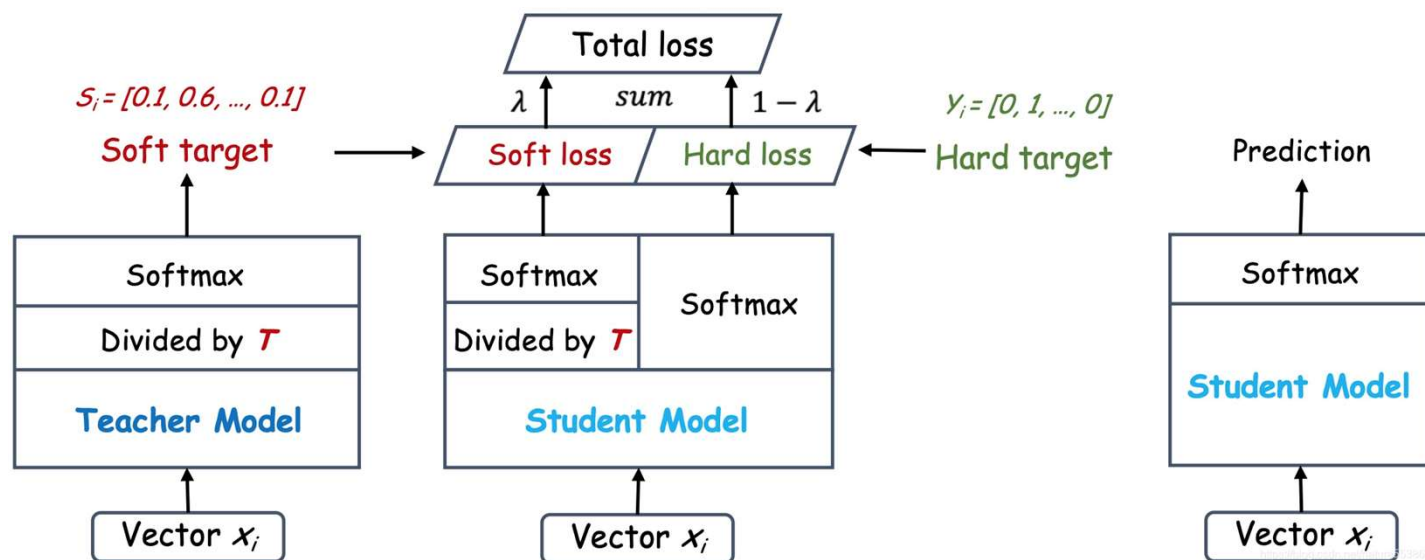 Total loss
S_i = [0.1, 0.6, ..., 0.1]
λ sum 1 − λ
Y_i = [0, 1, ..., 0]
Soft target
Soft loss
Hard loss
Hard target
Prediction
Softmax
Divided by T
Teacher Model
Vector x_i
Softmax
Divided by T
Softmax
Student Model
Vector x_i
Softmax
Student Model
Vector x_i